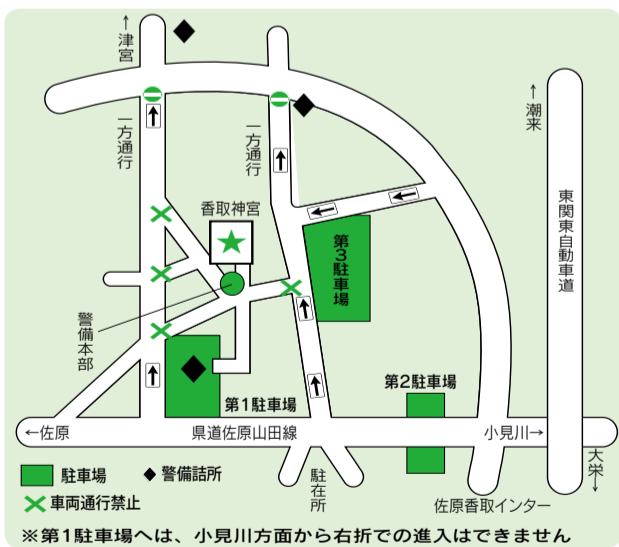 ↑津宮
一方通行
一方通行
↑潮来
東関東自動車道
香取神宮
第3駐車場
警備本部
第1駐車場
第2駐車場
←佐原
県道佐原山田線
小見川→
大栄→
駐在所
佐原香取インター
駐車場
警備詰所
車両通行禁止
※第1駐車場へは、小見川方面から右折での進入はできません